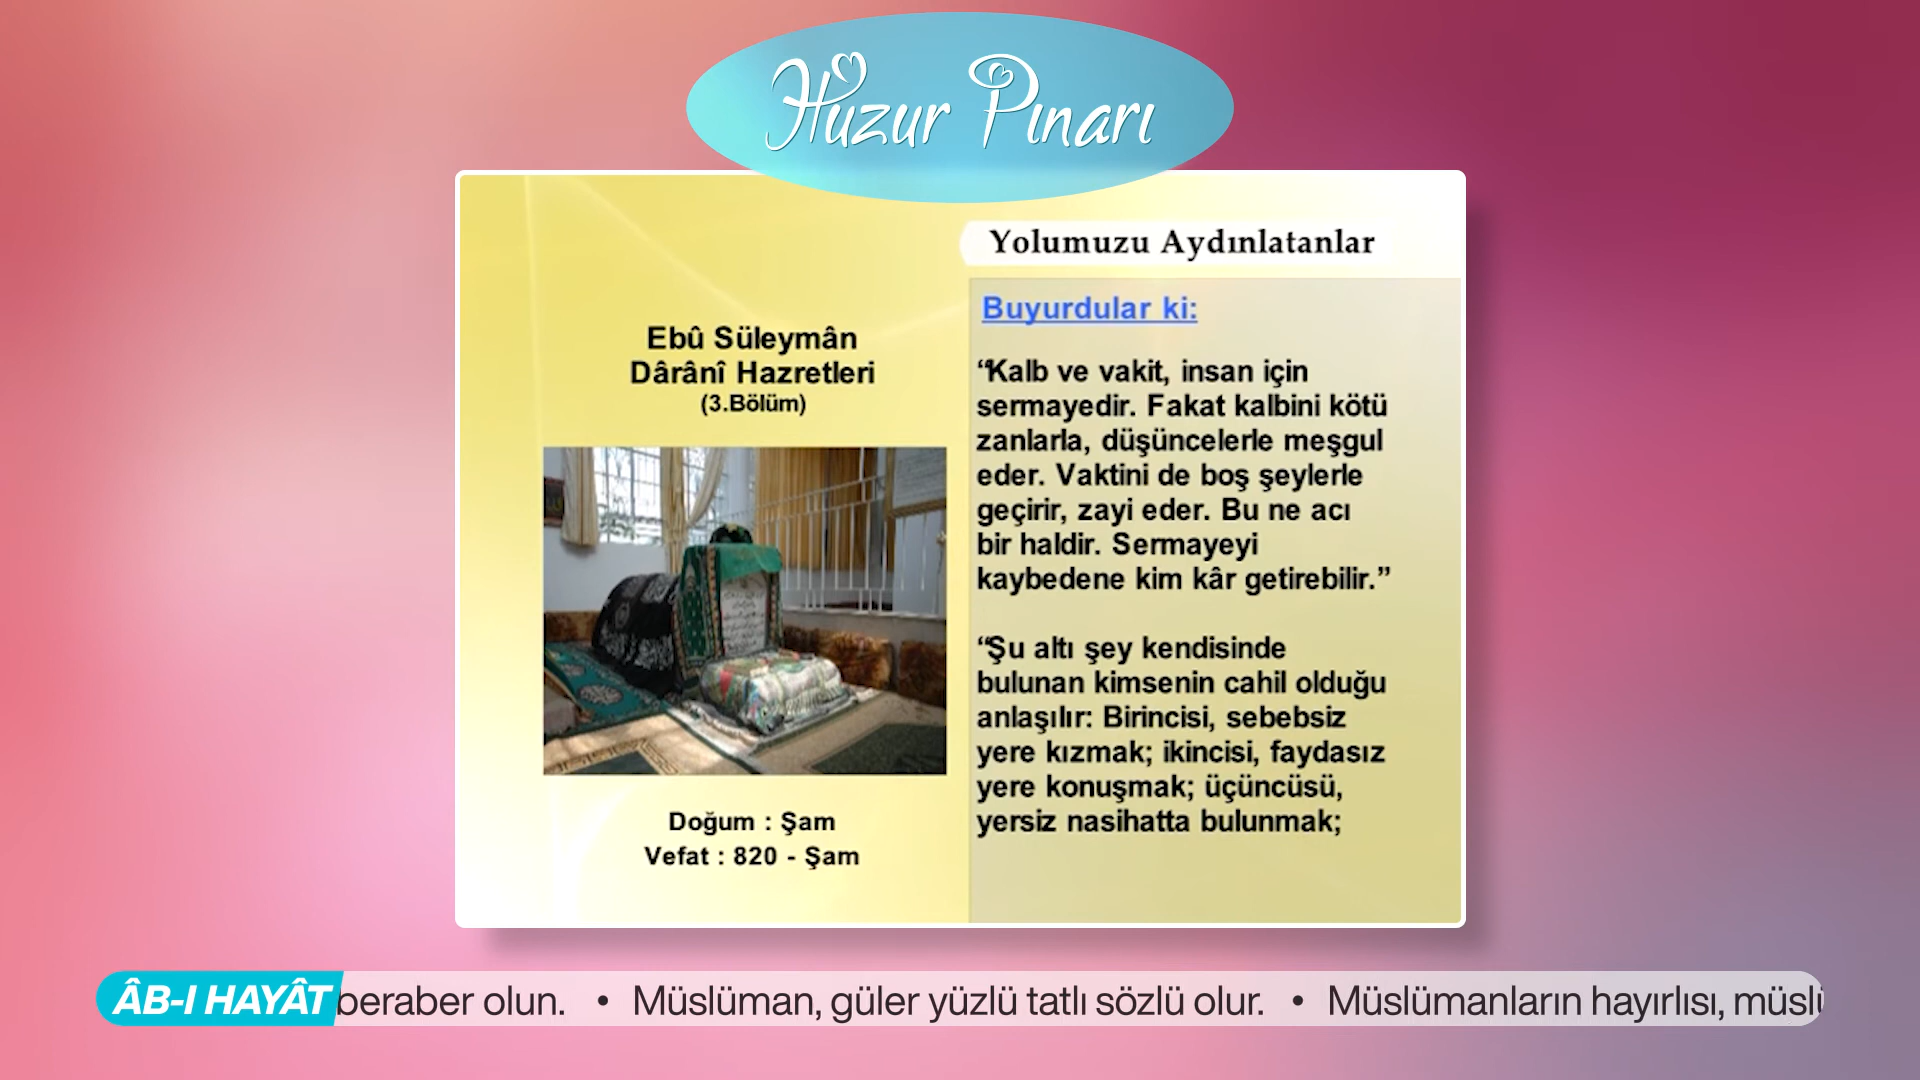 Huzur Pınarı
Yolumuzu Aydınlatanlar
Ebû Süleymân
Dârânî Hazretleri
(3.Bölüm)
Doğum : Şam
Vefat : 820 - Şam
Buyurdular ki:
“Kalb ve vakit, insan için
sermayedir. Fakat kalbini kötü
zanlarla, düşüncelerle meşgul
eder. Vaktini de boş şeylerle
geçirir, zayi eder. Bu ne acı
bir haldir. Sermayeyi
kaybedene kim kâr getirebilir.”
“Şu altı şey kendisinde
bulunan kimsenin cahil olduğu
anlaşılır: Birincisi, sebebsiz
yere kızmak; ikincisi, faydasız
yere konuşmak; üçüncüsü,
yersiz nasihatta bulunmak;
ÂB-I HAYÂT beraber olun. • Müslüman, güler yüzlü tatlı sözlü olur. • Müslümanların hayırlısı,